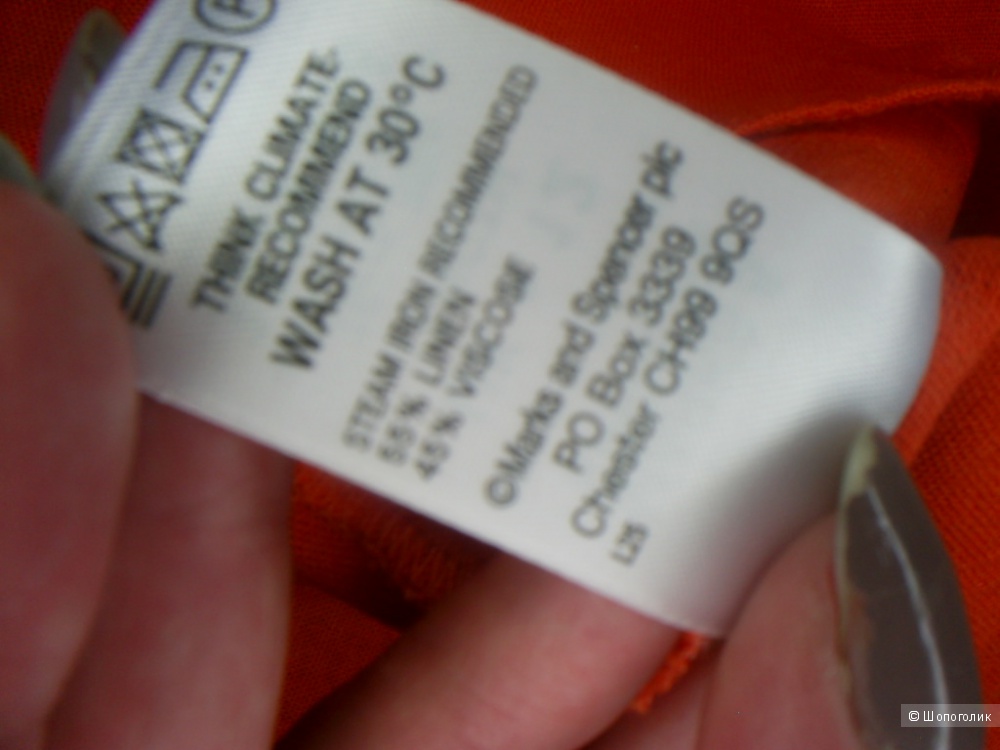 P
THINK CLIMATE-
RECOMMEND
WASH AT 30°C
STEAM IRON RECOMMENDED
55% LINEN
45% VISCOSE
©Marks and Spencer plc
PO Box 3339
Chester CH99 9QS
L25
© Шопоголик